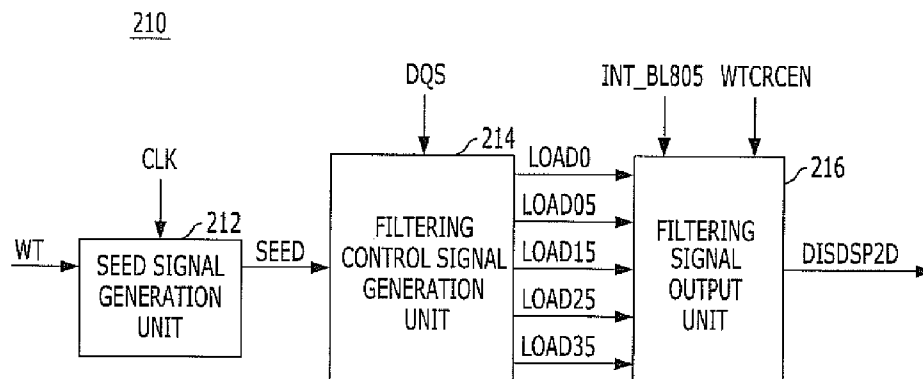 210
DQS
INT_BL805
WTCRCEN
CLK
214
LOAD0
216
212
WT
SEED SIGNAL
GENERATION
UNIT
SEED
FILTERING
CONTROL SIGNAL
GENERATION
UNIT
LOAD05
LOAD15
LOAD25
LOAD35
FILTERING
SIGNAL
OUTPUT
UNIT
DISDSP2D